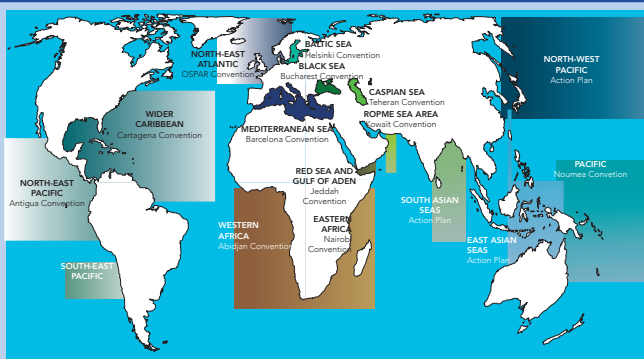 BALTIC SEA
Helsinki Convention
NORTH-EAST
ATLANTIC
OSPAR Convention
BLACK SEA
Bucharest Convention
NORTH-WEST
PACIFIC
Action Plan
CASPIAN SEA
Teheran Convention
ROPME SEA AREA
Kowait Convention
WIDER
CARIBBEAN
Cartagena Convention
MEDITERRANEAN SEA
Barcelona Convention
PACIFIC
Noumea Convetion
RED SEA AND
GULF OF ADEN
Jeddah
Convention
NORTH-EAST
PACIFIC
Antigua Convention
SOUTH ASIAN
SEAS
Action Plan
WESTERN
AFRICA
Abidjan Convention
EASTERN
AFRICA
Nairobi
Convention
EAST ASIAN
SEAS
Action Plan
SOUTH-EAST
PACIFIC